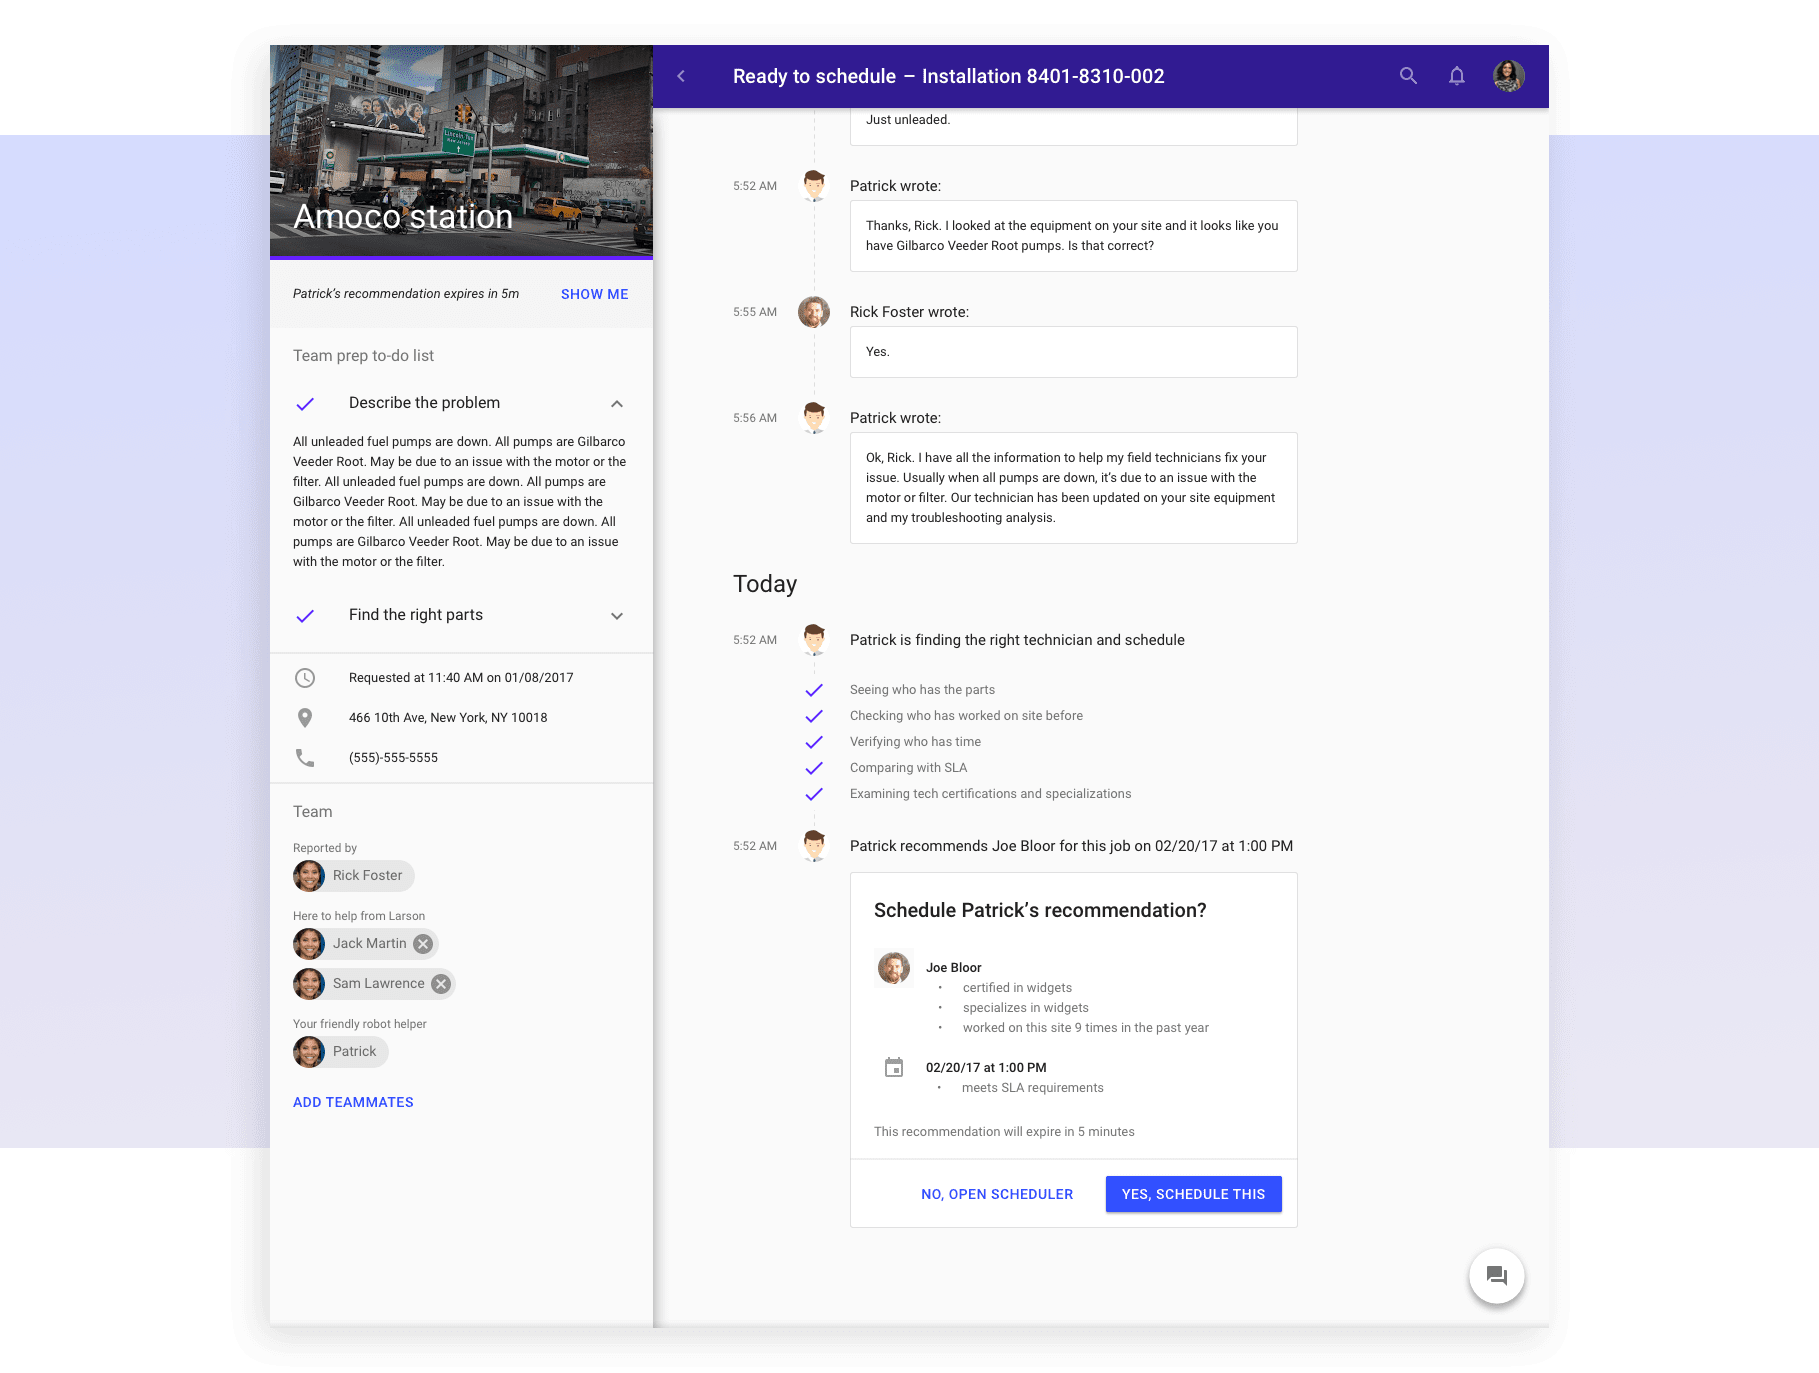 Lincoln Tun
New Jersey
Amoco station
Patrick’s recommendation expires in 5m
SHOW ME
Team prep to-do list
Describe the problem
All unleaded fuel pumps are down. All pumps are Gilbarco
Veeder Root. May be due to an issue with the motor or the
filter. All unleaded fuel pumps are down. All pumps are
Gilbarco Veeder Root. May be due to an issue with the
motor or the filter. All unleaded fuel pumps are down. All
pumps are Gilbarco Veeder Root. May be due to an issue
with the motor or the filter.
Find the right parts
Requested at 11:40 AM on 01/08/2017
466 10th Ave, New York, NY 10018
(555)-555-5555
Team
Reported by
Rick Foster
Here to help from Larson
Jack Martin
Sam Lawrence
Your friendly robot helper
Patrick
ADD TEAMMATES
Ready to schedule – Installation 8401-8310-002
Just unleaded.
5:52 AM
Patrick wrote:
Thanks, Rick. I looked at the equipment on your site and it looks like you
have Gilbarco Veeder Root pumps. Is that correct?
5:55 AM
Rick Foster wrote:
Yes.
5:56 AM
Patrick wrote:
Ok, Rick. I have all the information to help my field technicians fix your
issue. Usually when all pumps are down, it’s due to an issue with the
motor or filter. Our technician has been updated on your site equipment
and my troubleshooting analysis.
Today
5:52 AM
Patrick is finding the right technician and schedule
Seeing who has the parts
Checking who has worked on site before
Verifying who has time
Comparing with SLA
Examining tech certifications and specializations
5:52 AM
Patrick recommends Joe Bloor for this job on 02/20/17 at 1:00 PM
Schedule Patrick’s recommendation?
Joe Bloor
• certified in widgets
• specializes in widgets
• worked on this site 9 times in the past year
02/20/17 at 1:00 PM
• meets SLA requirements
This recommendation will expire in 5 minutes
NO, OPEN SCHEDULER
YES, SCHEDULE THIS